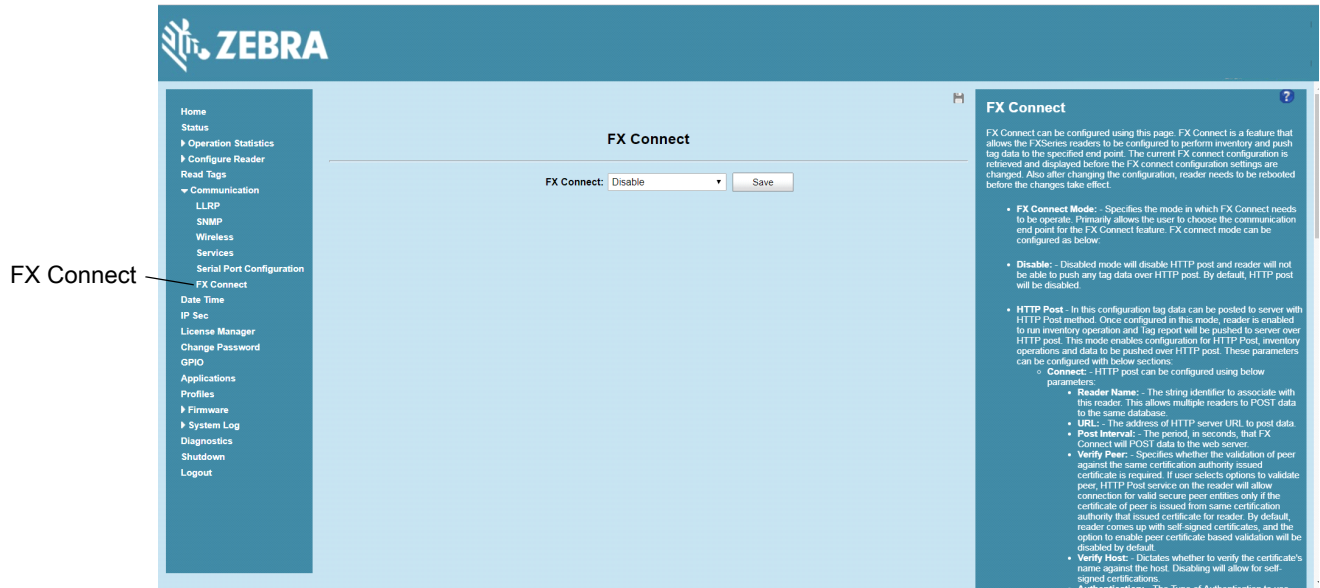 ZEBRA
Home
Status
Operation Statistics
Configure Reader
Read Tags
Communication
LLRP
SNMP
Wireless
Services
Serial Port Configuration
FX Connect
FX Connect
Date Time
IP Sec
License Manager
Change Password
GPIO
Applications
Profiles
Firmware
System Log
Diagnostics
Shutdown
Logout
FX Connect
FX Connect: Disable Save
?
FX Connect
FX Connect can be configured using this page. FX Connect is a feature that
allows the FXSeries readers to be configured to perform inventory and push
tag data to the specified end point. The current FX connect configuration is
retrieved and displayed before the FX connect configuration settings are
changed. Also after changing the configuration, reader needs to be rebooted
before the changes take effect.
• FX Connect Mode: - Specifies the mode in which FX Connect needs
to be operate. Primarily allows the user to choose the communication
end point for the FX Connect feature. FX connect mode can be
configured as below:
• Disable: - Disabled mode will disable HTTP post and reader will not
be able to push any tag data over HTTP post. By default, HTTP post
will be disabled.
• HTTP Post - In this configuration tag data can be posted to server with
HTTP Post method. Once configured in this mode, reader is enabled
to run inventory operation and Tag report will be pushed to server over
HTTP post. This mode enables configuration for HTTP Post, inventory
operations and data to be pushed over HTTP post. These parameters
can be configured with below sections:
○ Connect: - HTTP post can be configured using below
parameters:
• Reader Name: - The string identifier to associate with
this reader. This allows multiple readers to POST data
to the same database.
• URL: - The address of HTTP server URL to post data.
• Post Interval: - The period, in seconds, that FX
Connect will POST data to the web server.
• Verify Peer: - Specifies whether the validation of peer
against the same certification authority issued
certificate is required. If user selects options to validate
peer, HTTP Post service on the reader will allow
connection for valid secure peer entities only if the
certificate of peer is issued from same certification
authority that issued certificate for reader. By default,
reader comes up with self-signed certificates, and the
option to enable peer certificate based validation will be
disabled by default.
• Verify Host: - Dictates whether to verify the certificate's
name against the host. Disabling will allow for self-
signed certifications.
• Authentication: - The Type of Authentication to use